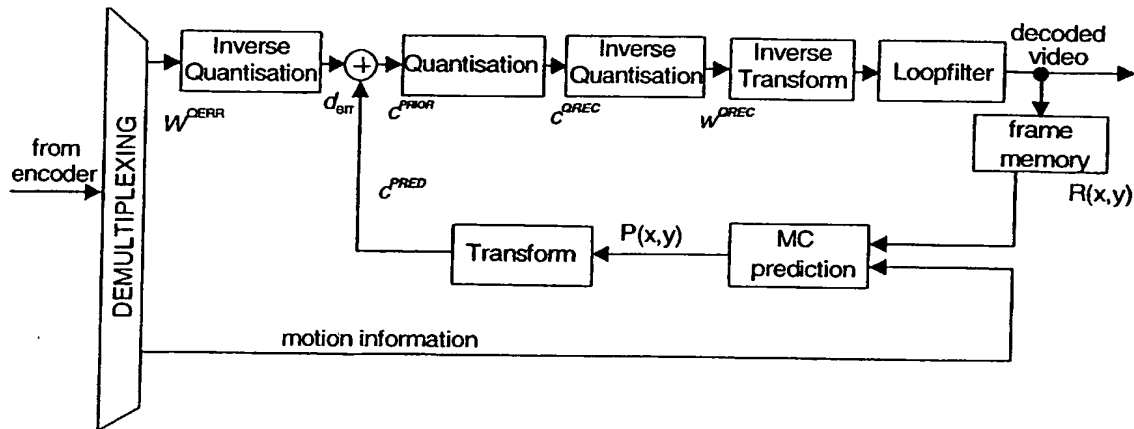 Inverse
Quantisation
Quantisation
Inverse
Quantisation
Inverse
Transform
Loopfilter
decoded
video
W^QERR
d_err
c^PRIOR
c^QREC
W^QREC
frame
memory
from
encoder
DEMULTIPLEXING
c^PRED
R(x,y)
Transform
P(x,y)
MC
prediction
motion information